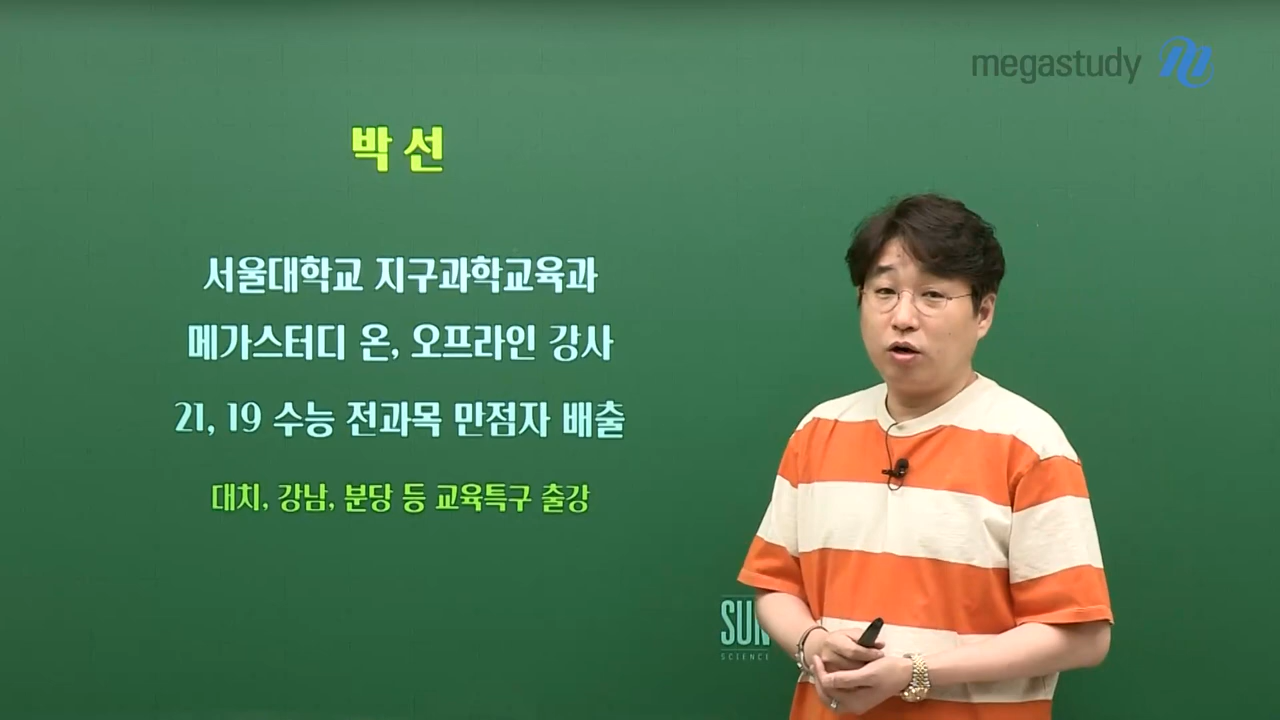 megastudy
박선
서울대학교 지구과학교육과
메가스터디 온, 오프라인 강사
21, 19 수능 전과목 만점자 배출
대치, 강남, 분당 등 교육특구 출강
SUN
SCIENCE